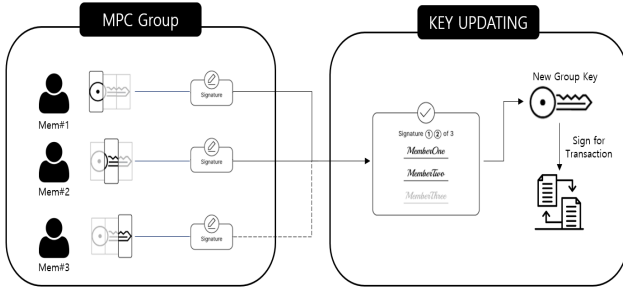 MPC Group
KEY UPDATING
Mem#1
Signature
Mem#2
Signature
Mem#3
Signature
Signature ① ② of 3
MemberOne
MemberTwo
MemberThree
New Group Key
Sign for
Transaction